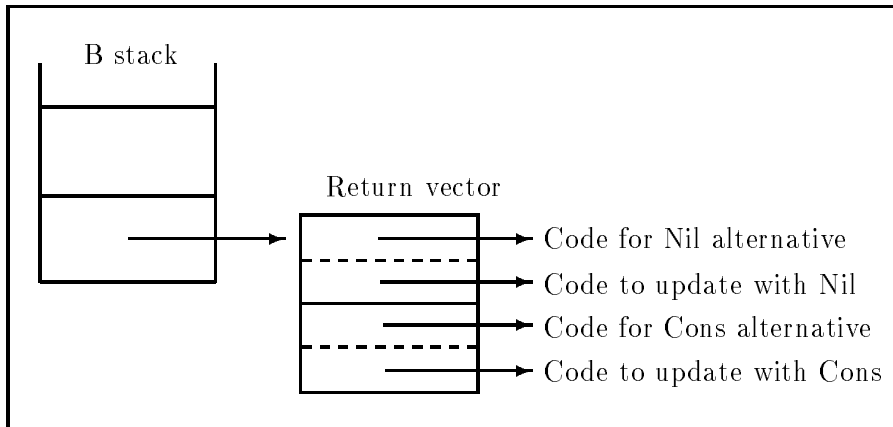 B stack
Return vector
Code for Nil alternative
Code to update with Nil
Code for Cons alternative
Code to update with Cons